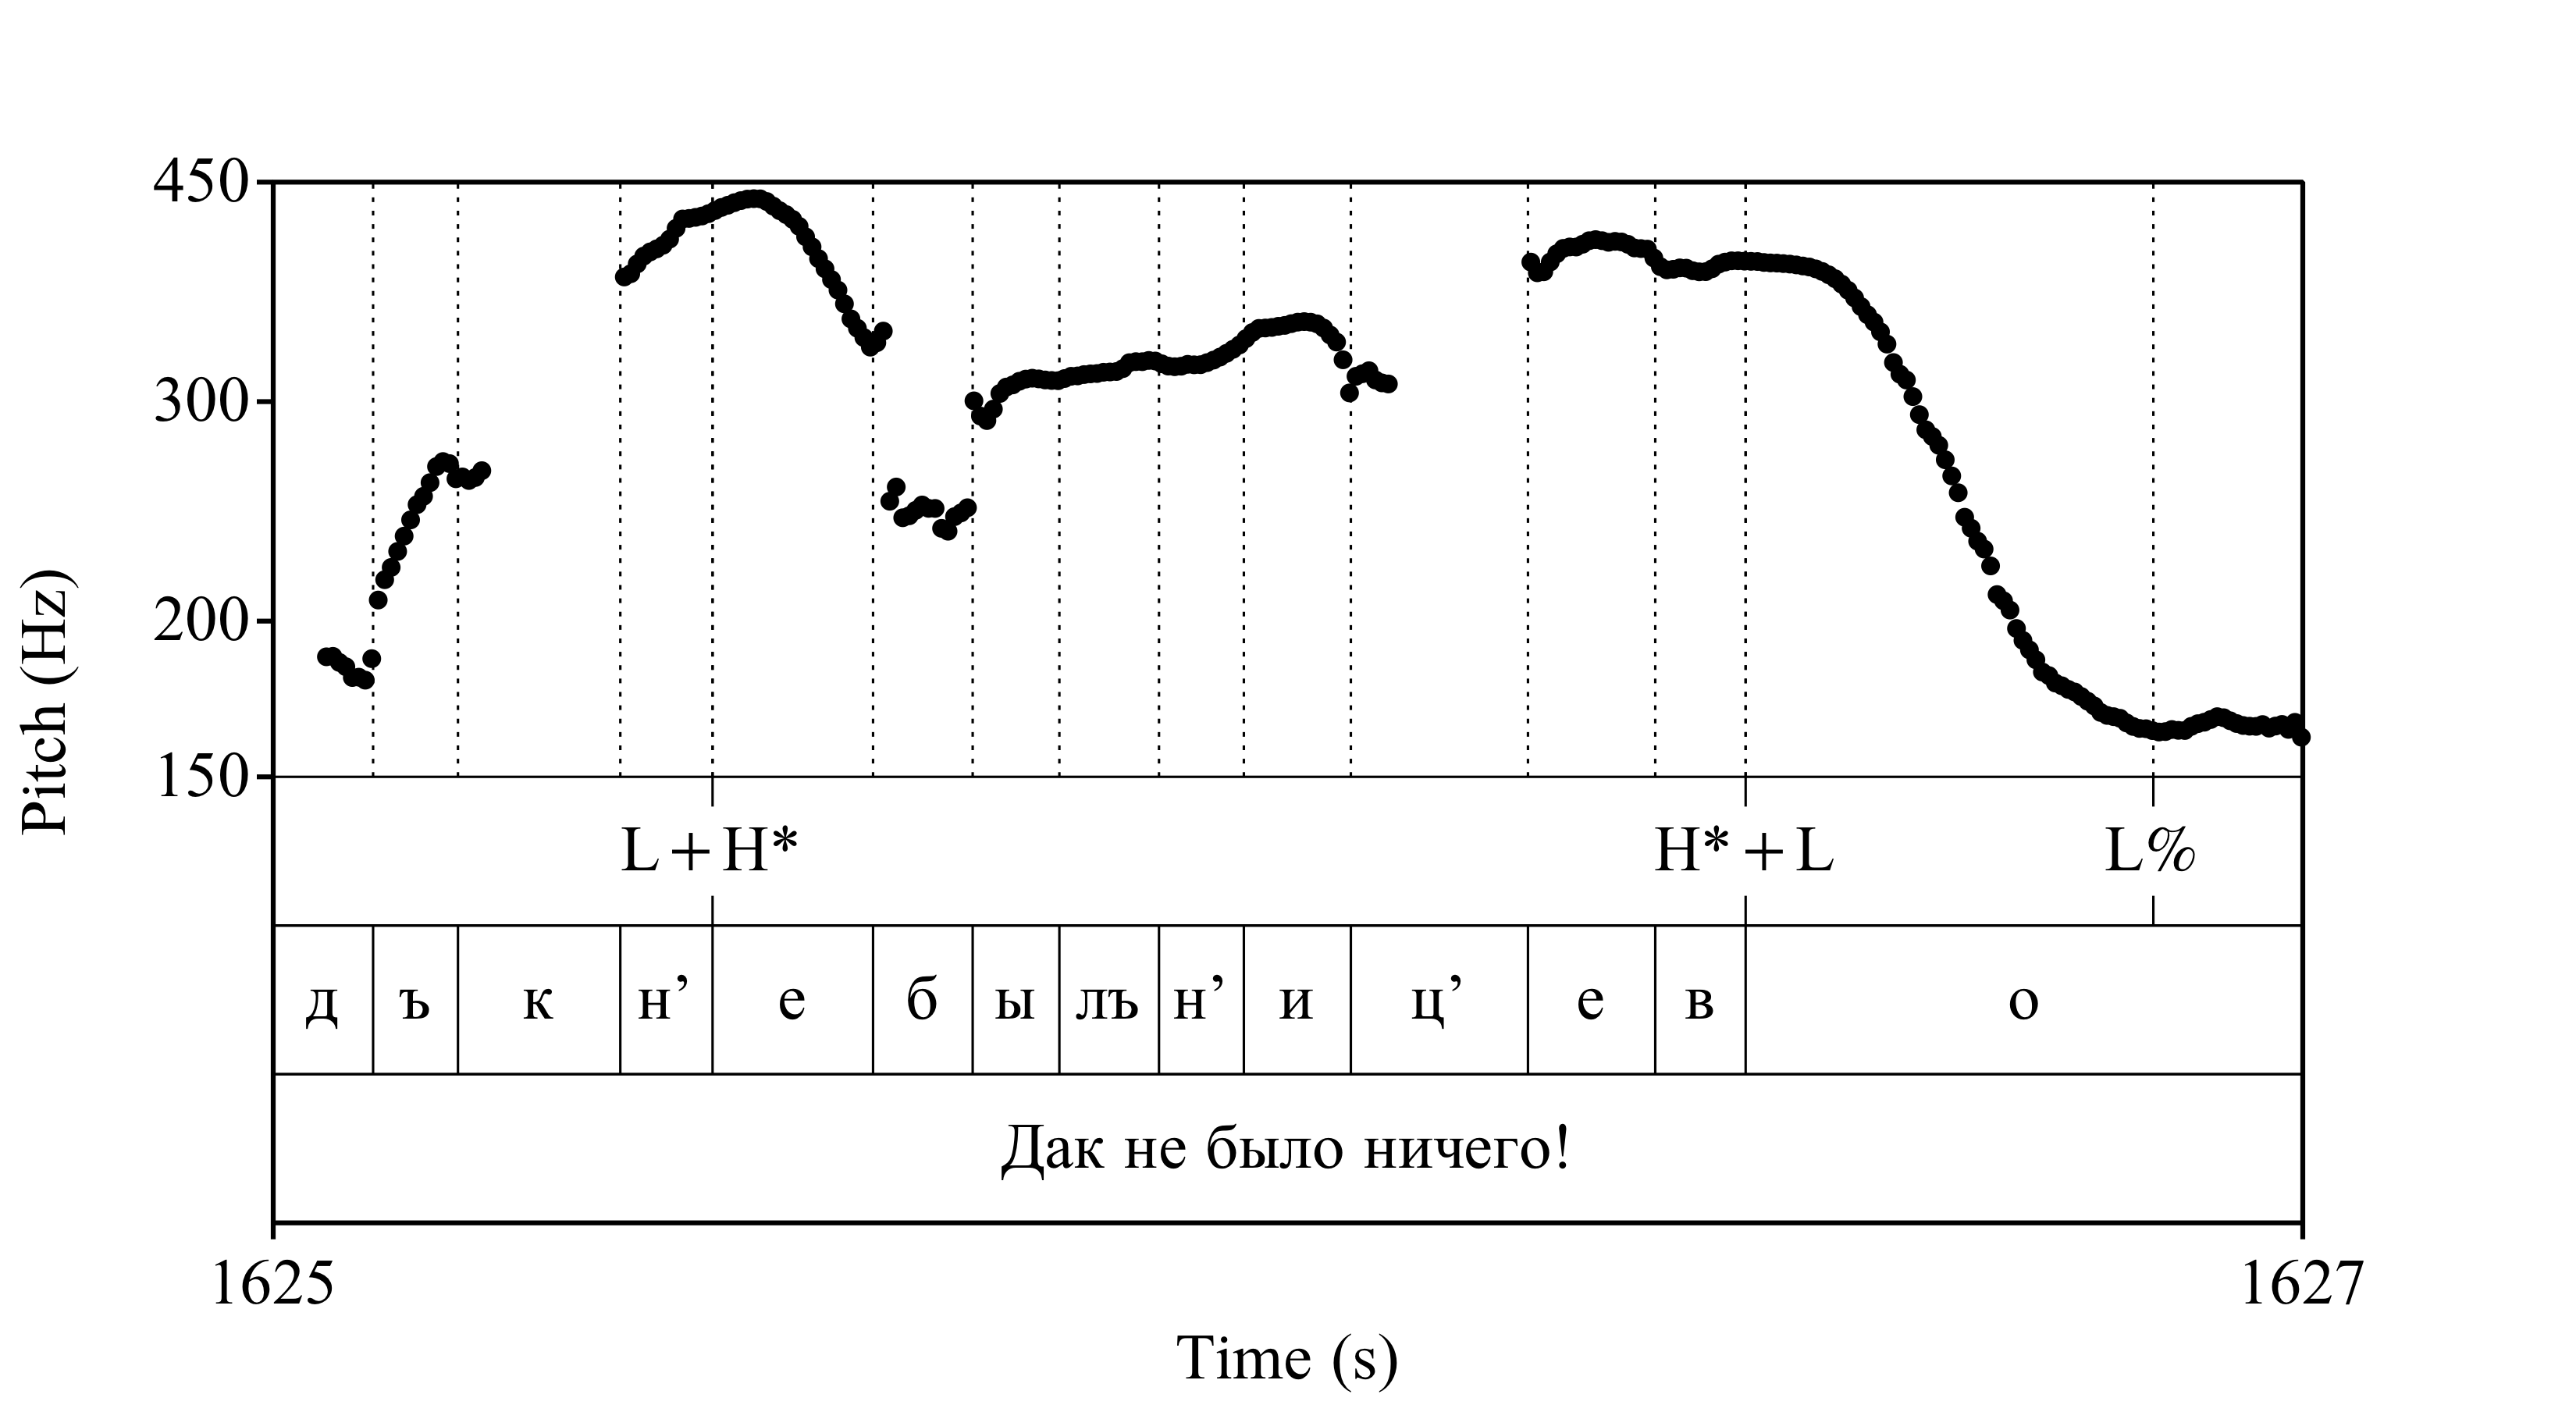 450
300
200
150
Pitch (Hz)
L+H* H*+L L%
д ъ к н’ е б ы лъ н’ и ц’ е в о
Дак не было ничего!
1625 1627
Time (s)